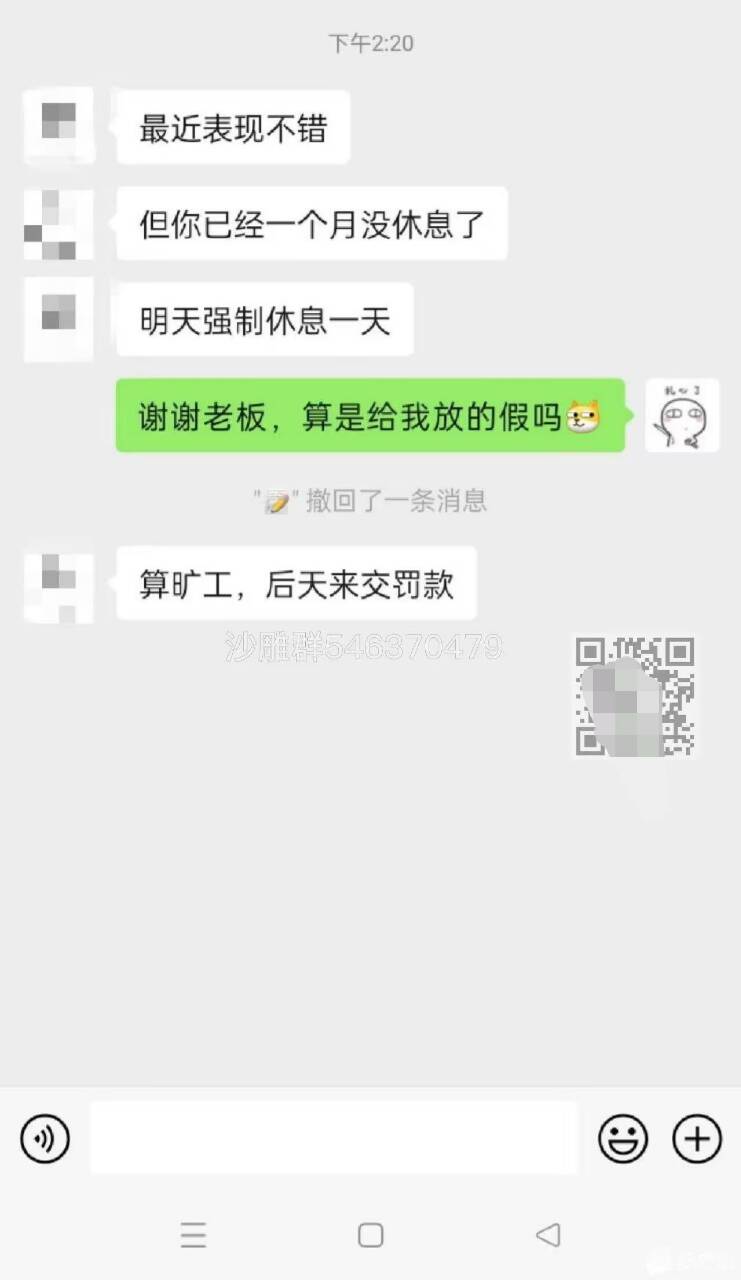 下午2:20
最近表现不错
但你已经一个月没休息了
明天强制休息一天
谢谢老板，算是给我放的假吗
"📝" 撤回了一条消息
算旷工，后天来交罚款
沙雕群546370479